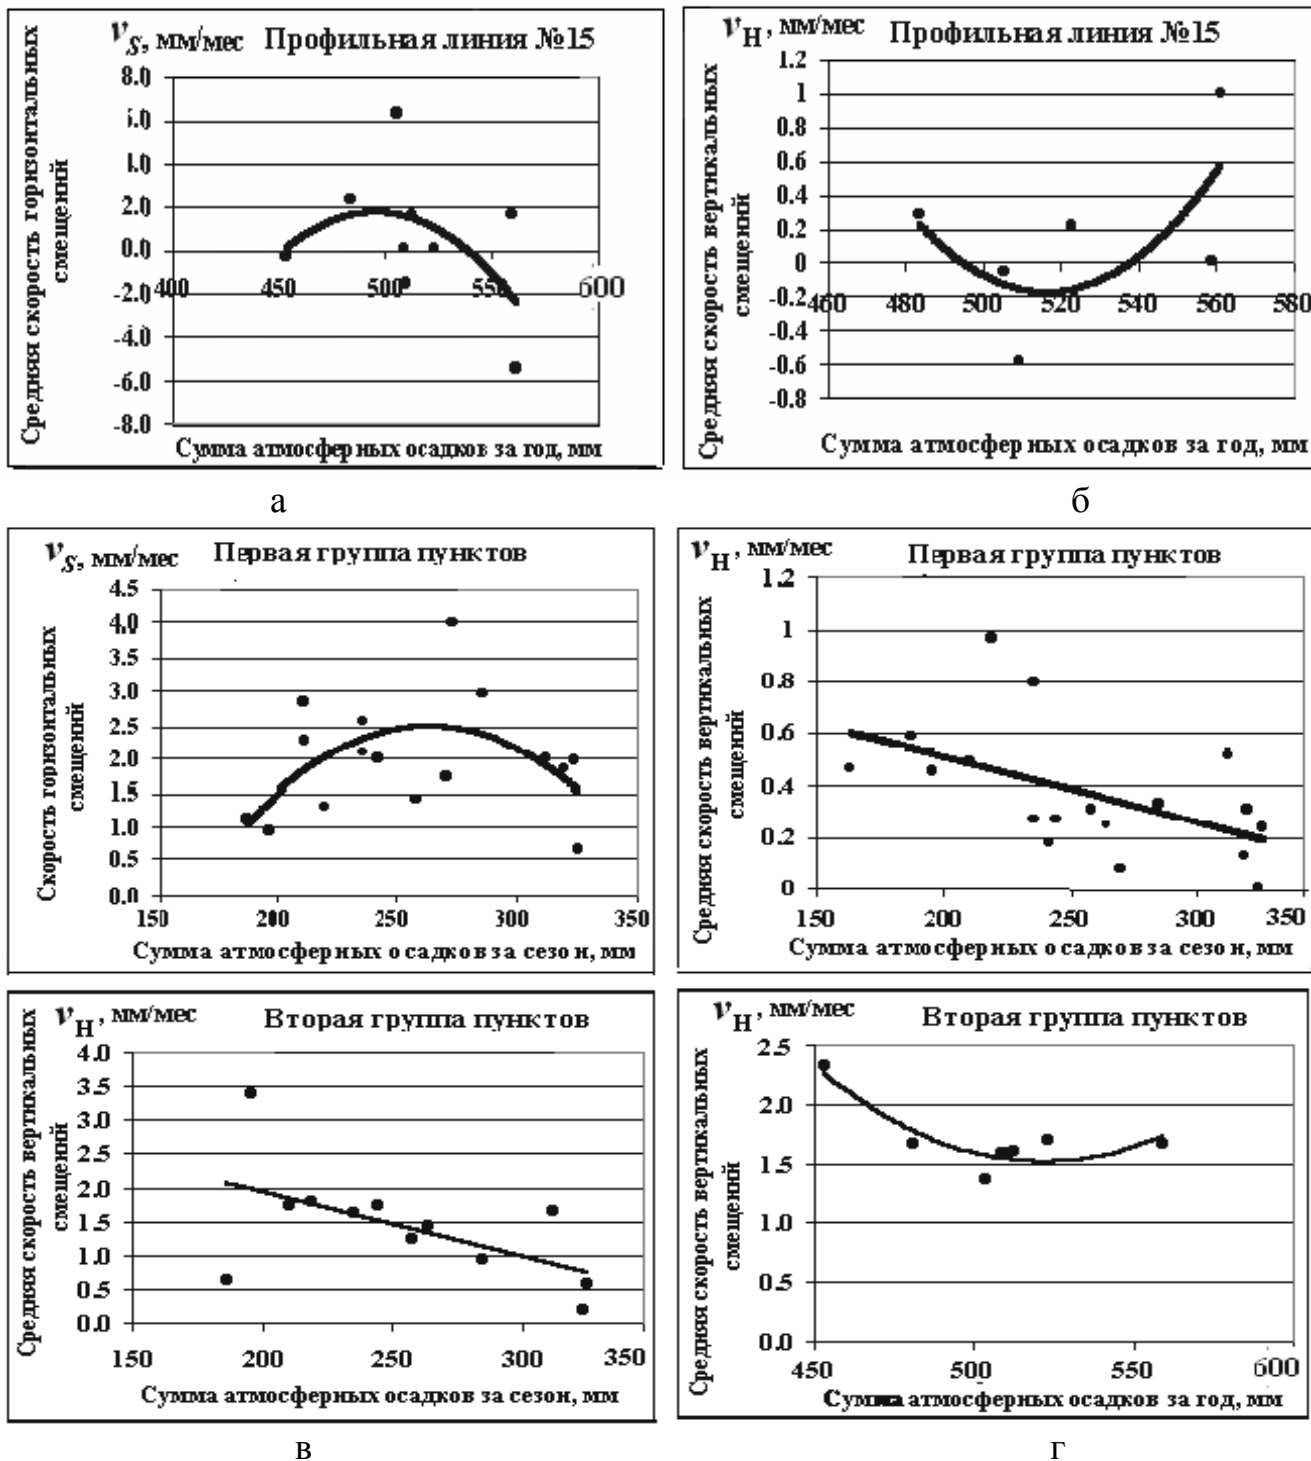 v_S, мм/мес Профильная линия №15
Средняя скорость горизонтальных
смещений
8.0
2.0
0.0
-2.0
-4.0
-6.0
-8.0
400 450 500 550 600
Сумма атмосферных осадков за год, мм
а
v_H, мм/мес Профильная линия №15
Средняя скорость вертикальных
смещений
1.2
1
0.8
0.6
0.4
0.2
0
-0.2
-0.4
-0.6
-0.8
460 480 500 520 540 560 580
Сумма атмосферных осадков за год, мм
б
v_S, мм/мес Первая группа пунктов
Скорость горизонтальных
смещений
4.5
4.0
3.5
3.0
2.5
2.0
1.5
1.0
0.5
0.0
150 200 250 300 350
Сумма атмосферных осадков за сезон, мм
v_H, мм/мес Первая группа пунктов
Средняя скорость вертикальных
смещений
1.2
1
0.8
0.6
0.4
0.2
0
150 200 250 300 350
Сумма атмосферных осадков за сезон, мм
v_H, мм/мес Вторая группа пунктов
Средняя скорость вертикальных
смещений
4.0
3.5
3.0
2.5
2.0
1.5
1.0
0.5
0.0
150 200 250 300 350
Сумма атмосферных осадков за сезон, мм
в
v_H, мм/мес Вторая группа пунктов
Средняя скорость вертикальных
смещений
2.5
2.0
1.5
1.0
0.5
0.0
450 500 550 600
Сумма атмосферных осадков за год, мм
г